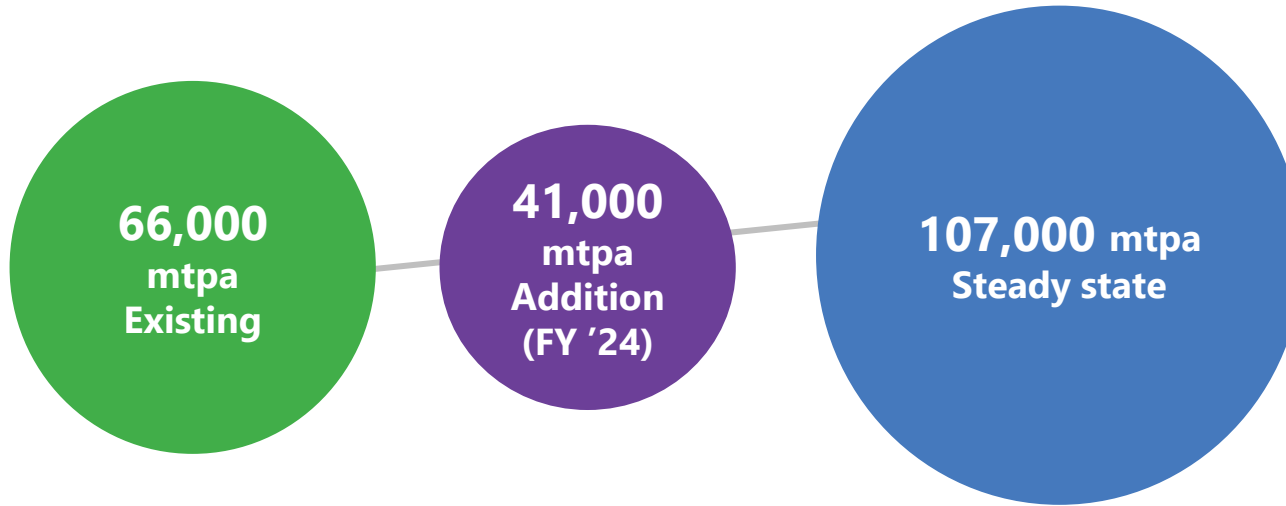 66,000
mtpa
Existing
41,000
mtpa
Addition
(FY ’24)
107,000 mtpa
Steady state